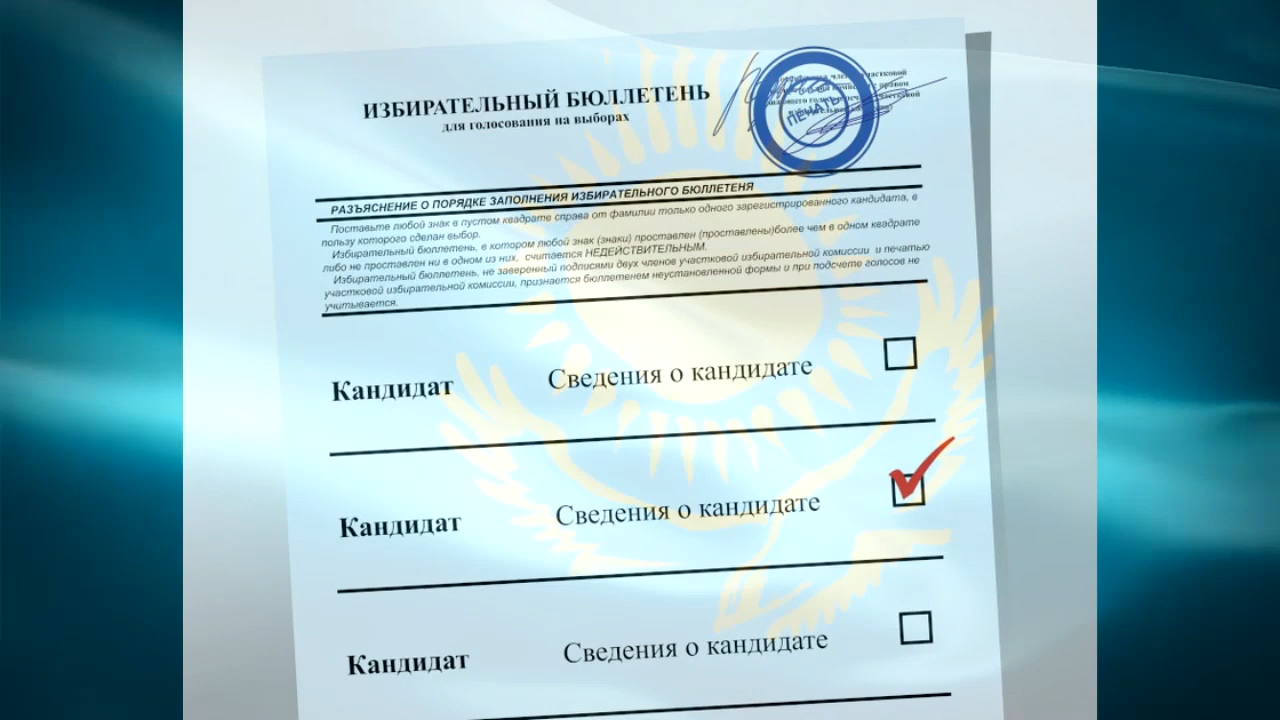 ИЗБИРАТЕЛЬНЫЙ БЮЛЛЕТЕНЬ
для голосования на выборах
ПЕЧАТЬ
РАЗЪЯСНЕНИЕ О ПОРЯДКЕ ЗАПОЛНЕНИЯ ИЗБИРАТЕЛЬНОГО БЮЛЛЕТЕНЯ
Поставьте любой знак в пустом квадрате справа от фамилии только одного зарегистрированного кандидата, в
пользу которого сделан выбор.
Избирательный бюллетень, в котором любой знак (знаки) проставлен (проставлены)более чем в одном квадрате
либо не проставлен ни в одном из них, считается НЕДЕЙСТВИТЕЛЬНЫМ.
Избирательный бюллетень, не заверенный подписями двух членов участковой избирательной комиссии и печатью
участковой избирательной комиссии, признается бюллетенем неустановленной формы и при подсчете голосов не
учитывается.
Кандидат Сведения о кандидате
Кандидат Сведения о кандидате
Кандидат Сведения о кандидате